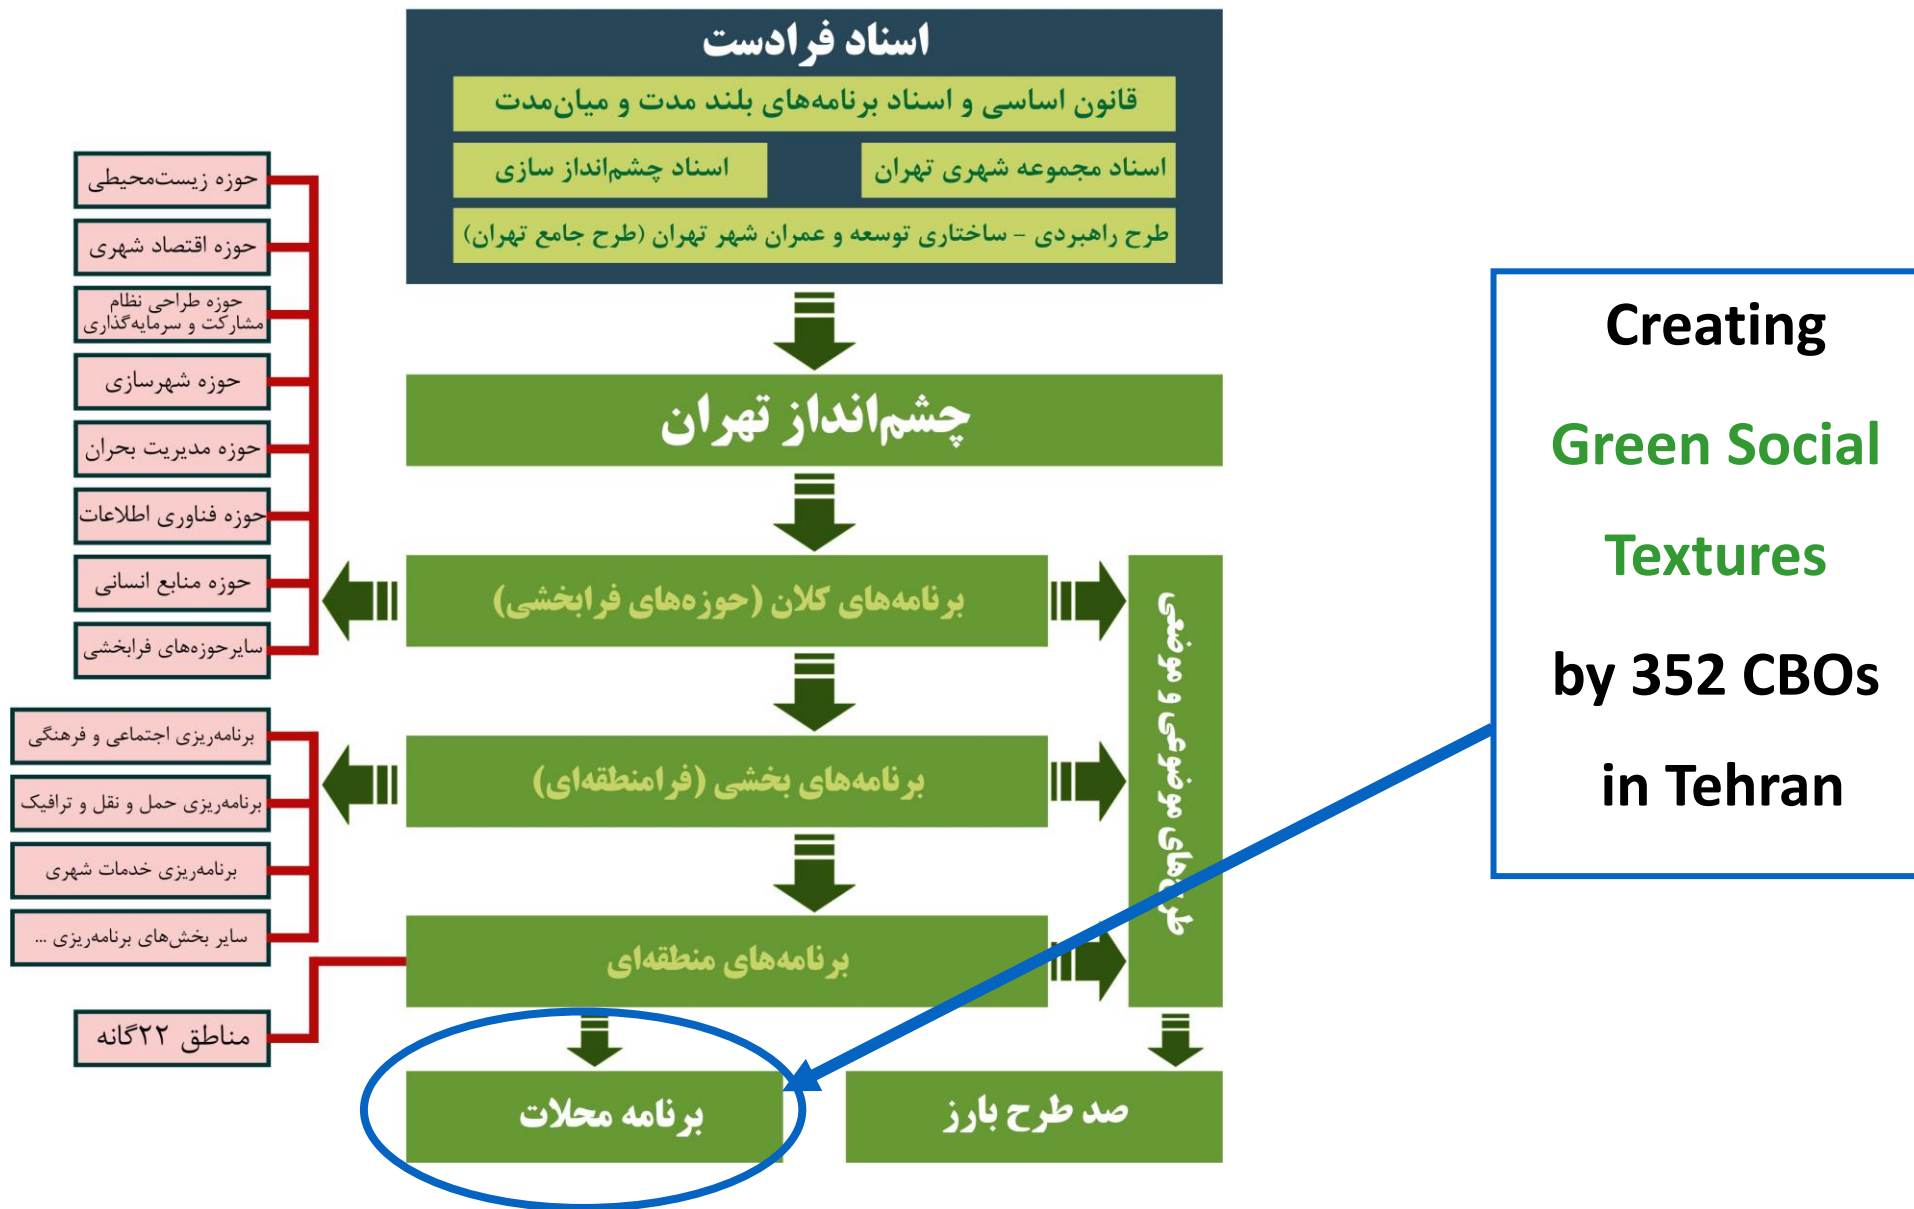 اسناد فرادست
قانون اساسی و اسناد برنامه‌های بلند مدت و میان‌مدت
اسناد مجموعه شهری تهران
اسناد چشم‌انداز سازی
طرح راهبردی - ساختاری توسعه و عمران شهر تهران (طرح جامع تهران)
چشم‌انداز تهران
برنامه‌های کلان (حوزه‌های فرابخشی)
برنامه‌های بخشی (فرامنطقه‌ای)
برنامه‌های منطقه‌ای
طرح‌های موضوعی و موضعی
برنامه محلات
صد طرح بارز
حوزه زیست‌محیطی
حوزه اقتصاد شهری
حوزه طراحی نظام
مشارکت و سرمایه‌گذاری
حوزه شهرسازی
حوزه مدیریت بحران
حوزه فناوری اطلاعات
حوزه منابع انسانی
سایرحوزه‌های فرابخشی
برنامه‌ریزی اجتماعی و فرهنگی
برنامه‌ریزی حمل و نقل و ترافیک
برنامه‌ریزی خدمات شهری
سایر بخش‌های برنامه‌ریزی ...
مناطق ۲۲گانه
Creating
Green Social
Textures
by 352 CBOs
in Tehran